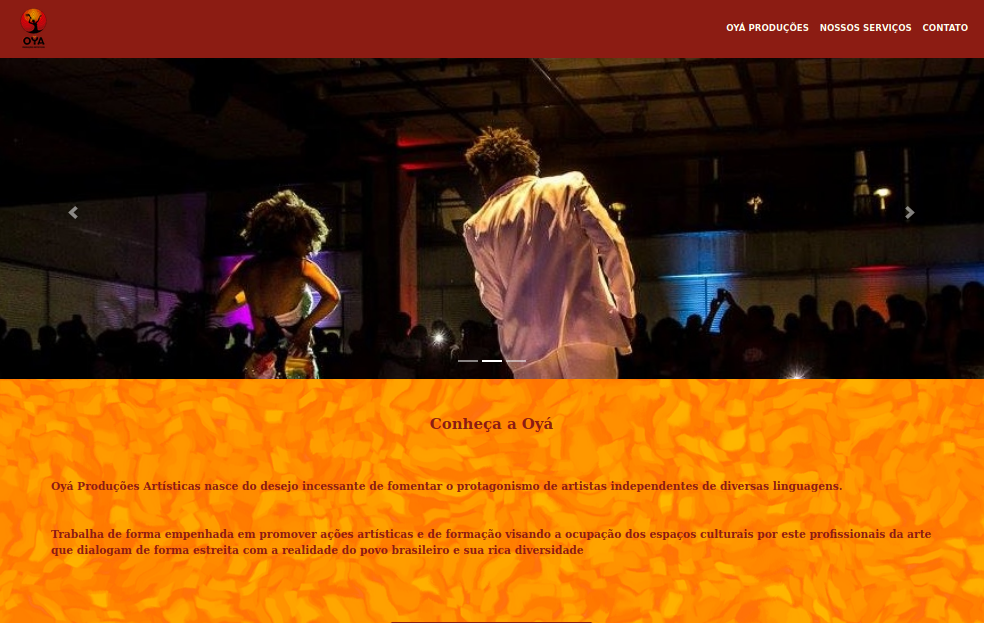 OYA
OYÁ PRODUÇÕES NOSSOS SERVIÇOS CONTATO
Conheça a Oyá
Oyá Produções Artísticas nasce do desejo incessante de fomentar o protagonismo de artistas independentes de diversas linguagens.
Trabalha de forma empenhada em promover ações artísticas e de formação visando a ocupação dos espaços culturais por este profissionais da arte
que dialogam de forma estreita com a realidade do povo brasileiro e sua rica diversidade